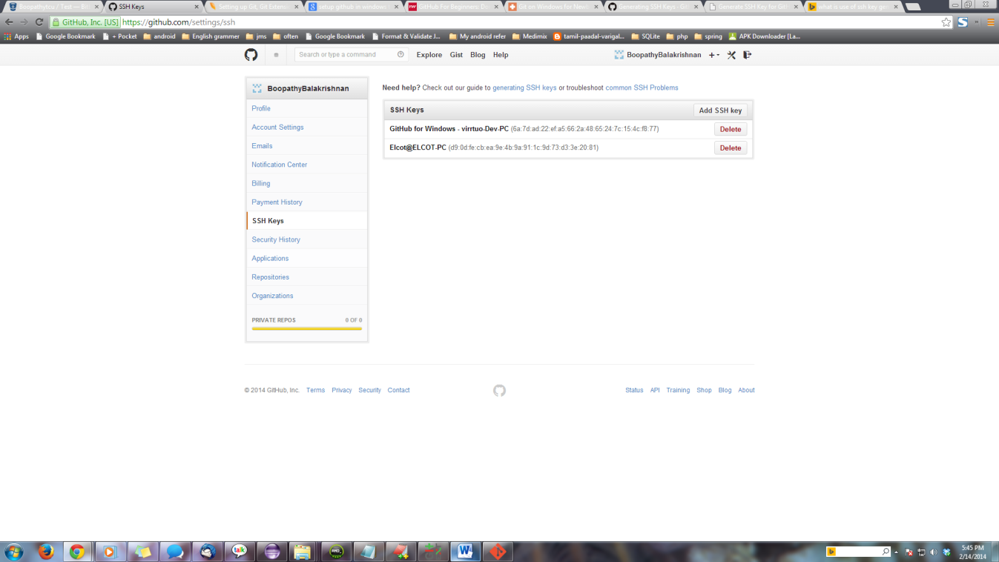 Boopathytcu / Test — Bit
SSH Keys
Setting up Git, Git Extensi
setup github in windows
GitHub For Beginners: Do
Git on Windows for Newb
Generating SSH Keys · Git
Generate SSH Key for Gith
what is use of ssh key gen
GitHub, Inc. [US] https://github.com/settings/ssh
Apps Google Bookmark + Pocket android English grammer jms often Google Bookmark Format & Validate J... My android refer Medimix tamil-paadal-varigal... SQLite php spring APK Downloader [La...
Search or type a command Explore Gist Blog Help BoopathyBalakrishnan
BoopathyBalakrishnan
Profile
Account Settings
Emails
Notification Center
Billing
Payment History
SSH Keys
Security History
Applications
Repositories
Organizations
PRIVATE REPOS 0 OF 0
Need help? Check out our guide to generating SSH keys or troubleshoot common SSH Problems
SSH Keys Add SSH key
GitHub for Windows - virrtuo-Dev-PC (6a:7d:ad:22:ef:a5:66:2a:48:65:24:7c:15:4c:f8:77) Delete
Elcot@ELCOT-PC (d9:0d:fe:cb:ea:9e:4b:9a:91:1c:9d:73:d3:3e:20:81) Delete
© 2014 GitHub, Inc. Terms Privacy Security Contact
Status API Training Shop Blog About
talk
5:45 PM
2/14/2014